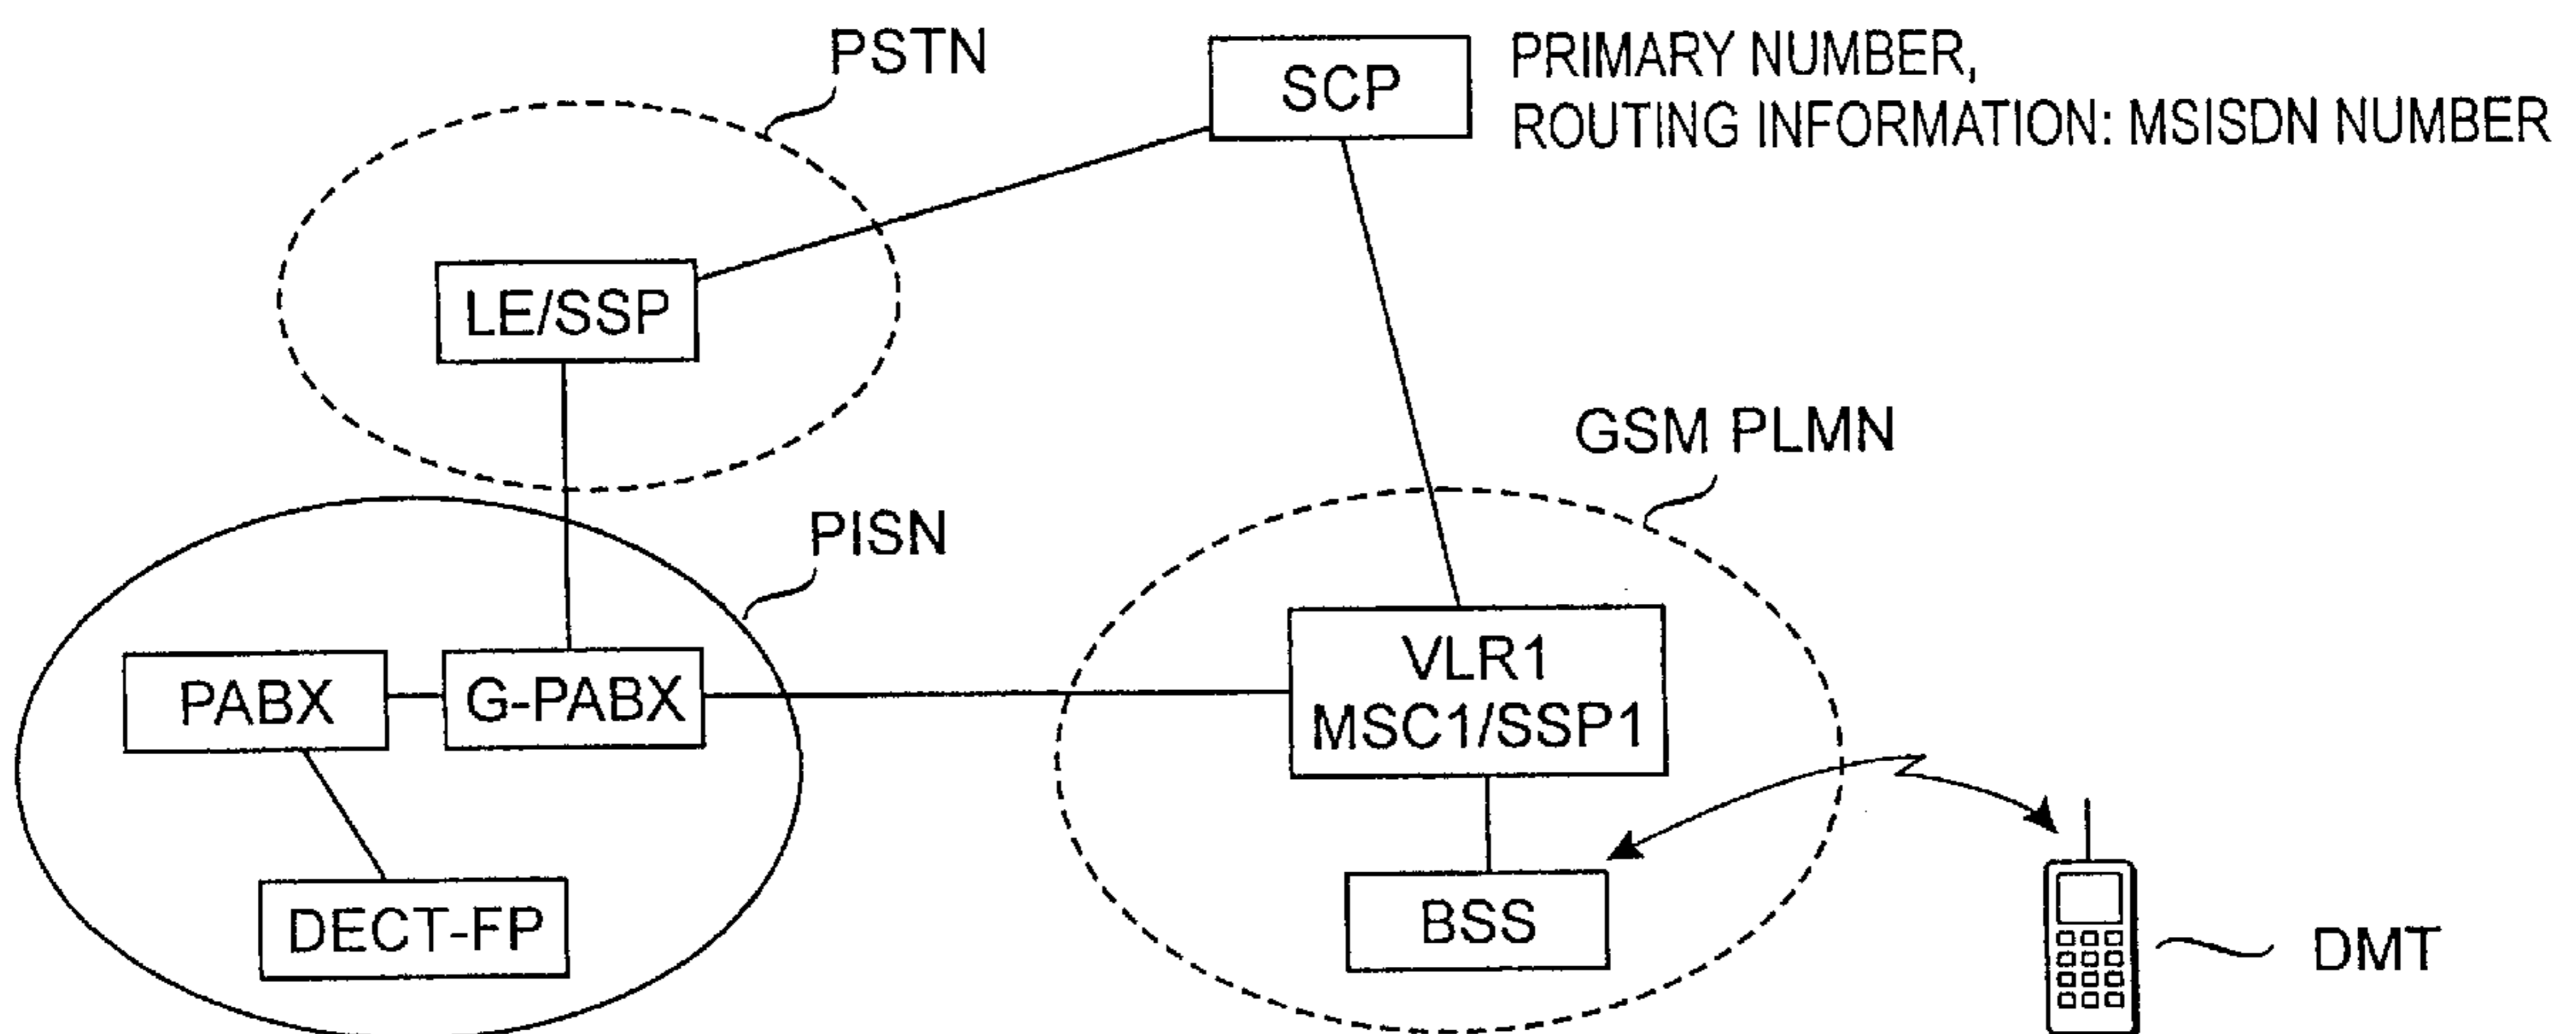 PSTN
SCP
PRIMARY NUMBER,
ROUTING INFORMATION: MSISDN NUMBER
LE/SSP
GSM PLMN
PISN
PABX
G-PABX
VLR1
MSC1/SSP1
DECT-FP
BSS
DMT